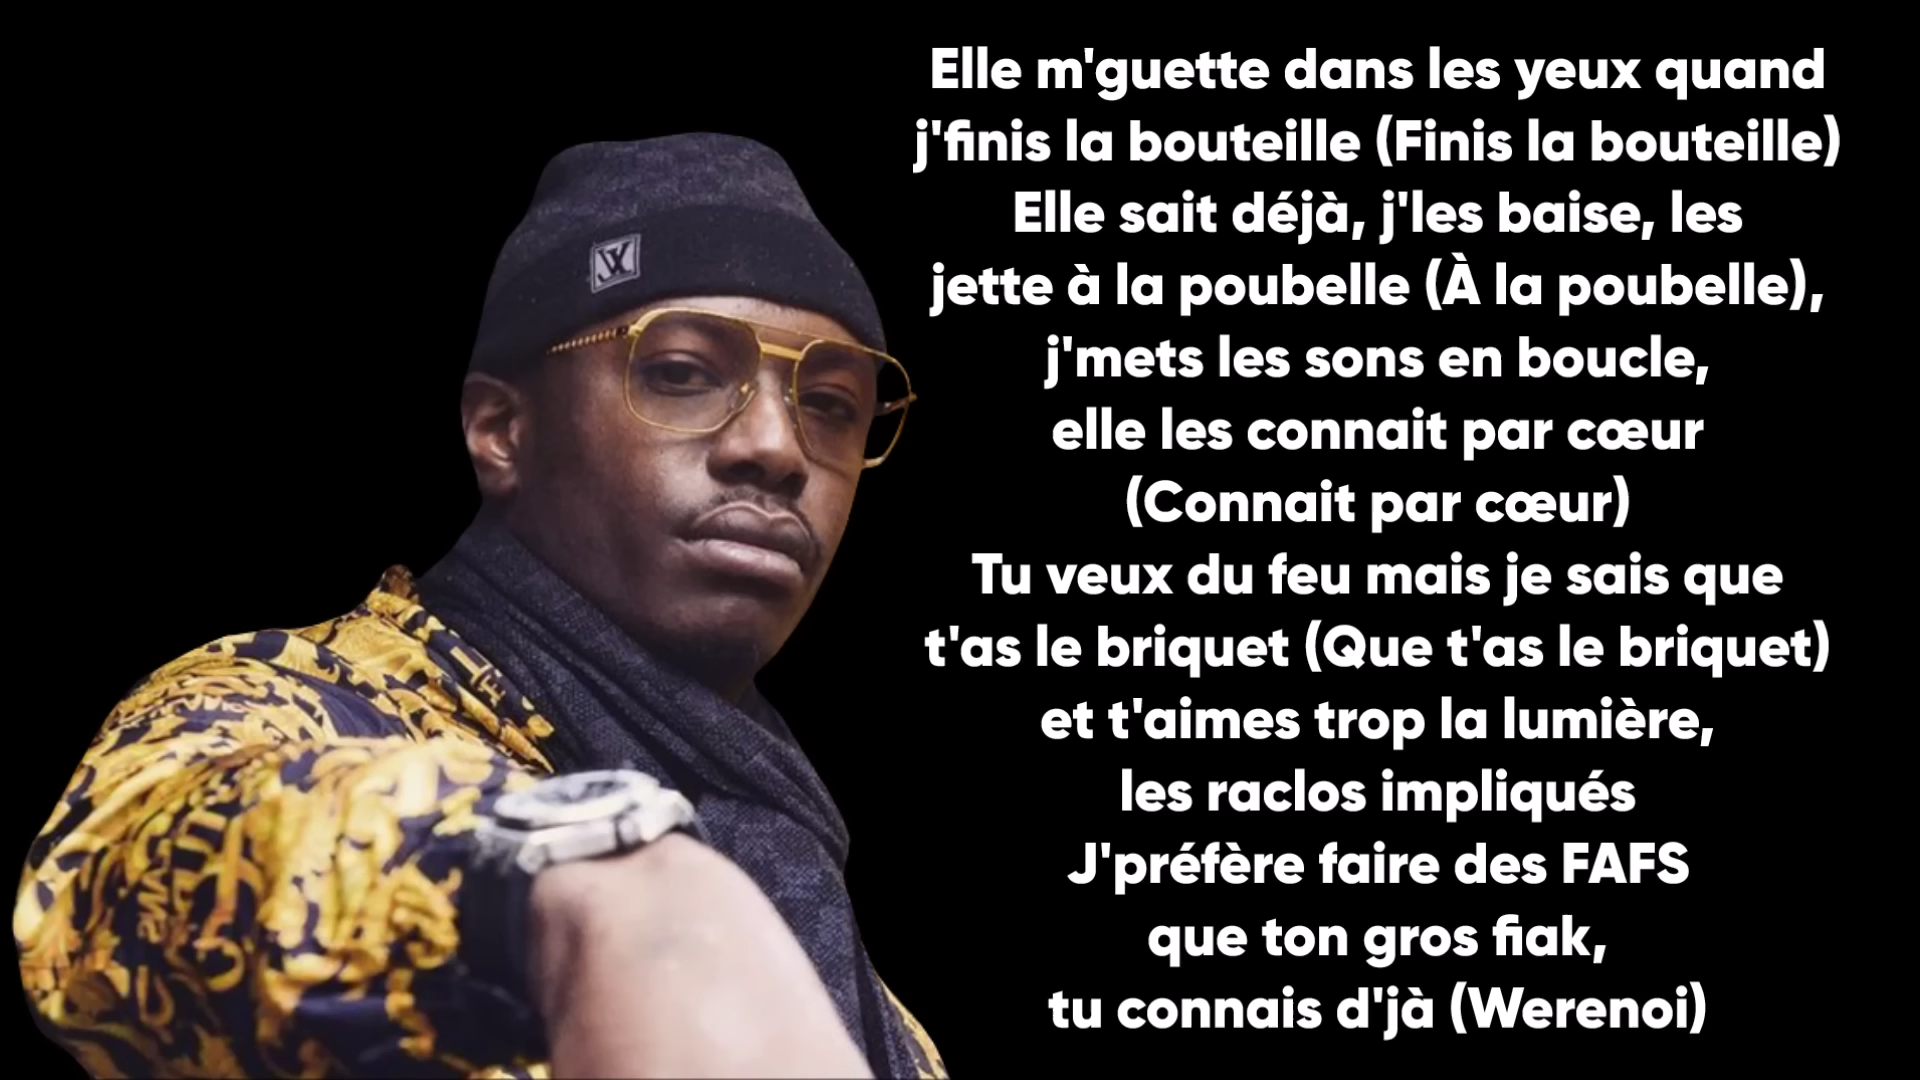 Elle m'guette dans les yeux quand
j'finis la bouteille (Finis la bouteille)
Elle sait déjà, j'les baise, les
jette à la poubelle (À la poubelle),
j'mets les sons en boucle,
elle les connait par cœur
(Connait par cœur)
Tu veux du feu mais je sais que
t'as le briquet (Que t'as le briquet)
et t'aimes trop la lumière,
les raclos impliqués
J'préfère faire des FAFS
que ton gros fiak,
tu connais d'jà (Werenoi)